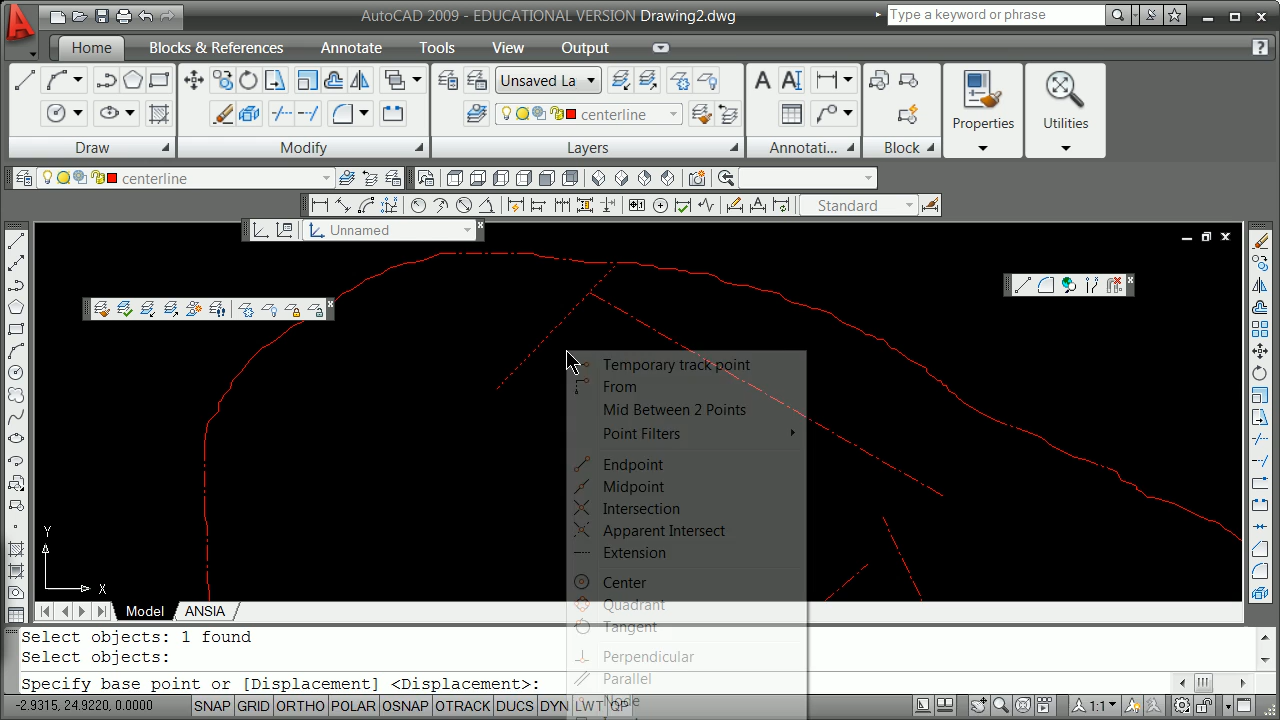 AutoCAD 2009 - EDUCATIONAL VERSION Drawing2.dwg
Type a keyword or phrase
Home Blocks & References Annotate Tools View Output
Unsaved La
centerline
Properties
Utilities
Draw Modify Layers Annotati... Block
centerline
Standard
Unnamed
Temporary track point
From
Mid Between 2 Points
Point Filters
Endpoint
Midpoint
Intersection
Apparent Intersect
Extension
Center
Quadrant
Tangent
Perpendicular
Parallel
Node
Y
X
Model ANSIA
Select objects: 1 found
Select objects:
Specify base point or [Displacement] <Displacement>:
-2.9315, 24.9220, 0.0000 SNAP GRID ORTHO POLAR OSNAP OTRACK DUCS DYN LWT QP 1:1